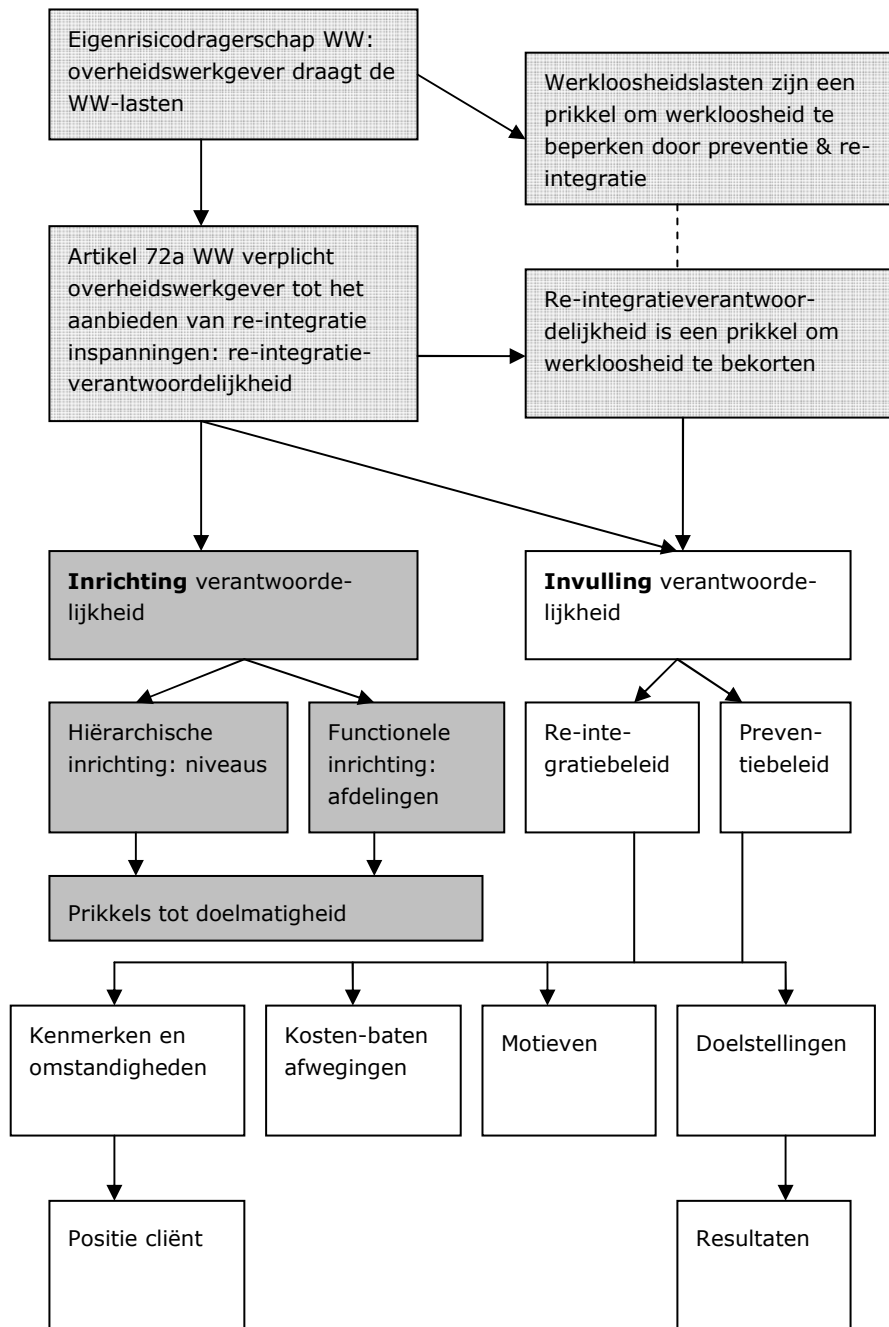 Eigenrisicodragerschap WW:
overheidswerkgever draagt de
WW-lasten
Werkloosheidslasten zijn een
prikkel om werkloosheid te
beperken door preventie & re-
integratie
Artikel 72a WW verplicht
overheidswerkgever tot het
aanbieden van re-integratie
inspanningen: re-integratie-
verantwoordelijkheid
Re-integratieverantwoor-
delijkheid is een prikkel om
werkloosheid te bekorten
Inrichting verantwoorde-
lijkheid
Invulling verantwoorde-
lijkheid
Hiërarchische
inrichting: niveaus
Functionele
inrichting:
afdelingen
Re-inte-
gratiebeleid
Preven-
tiebeleid
Prikkels tot doelmatigheid
Kenmerken en
omstandigheden
Kosten-baten
afwegingen
Motieven
Doelstellingen
Positie cliënt
Resultaten